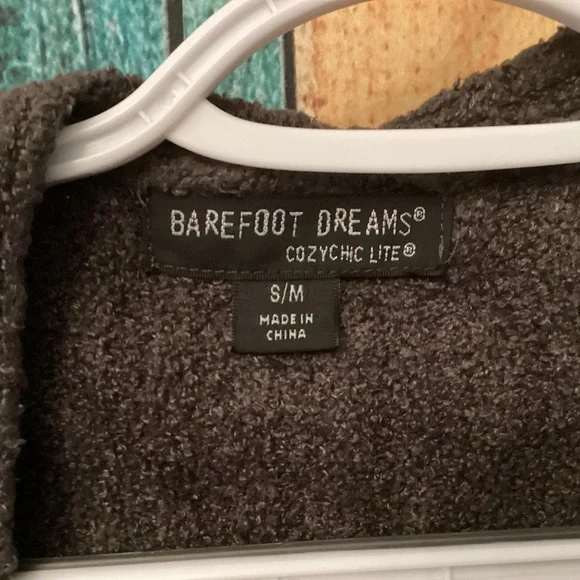 BAREFOOT DREAMS®
COZYCHIC LITE®
S/M
MADE IN
CHINA